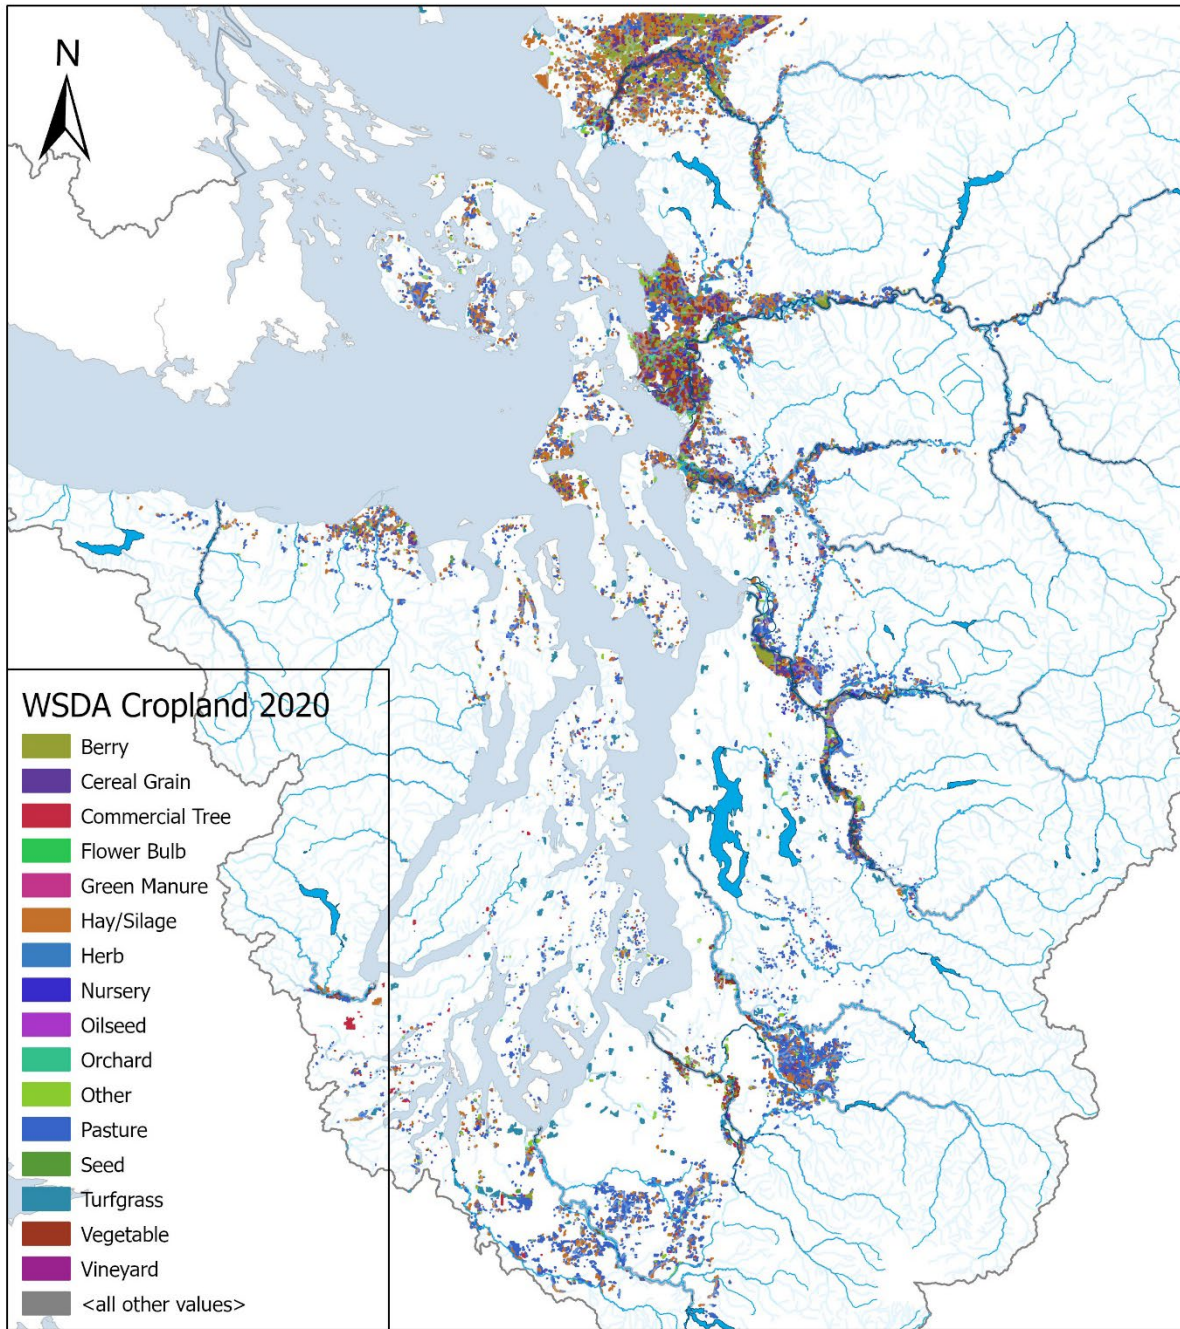 N
WSDA Cropland 2020
Berry
Cereal Grain
Commercial Tree
Flower Bulb
Green Manure
Hay/Silage
Herb
Nursery
Oilseed
Orchard
Other
Pasture
Seed
Turfgrass
Vegetable
Vineyard
<all other values>